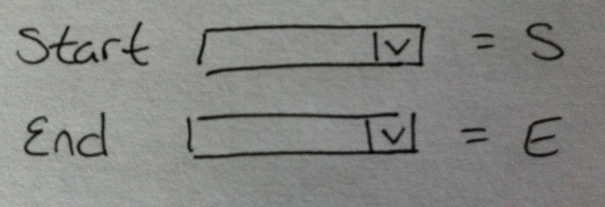 Start = S
End = E